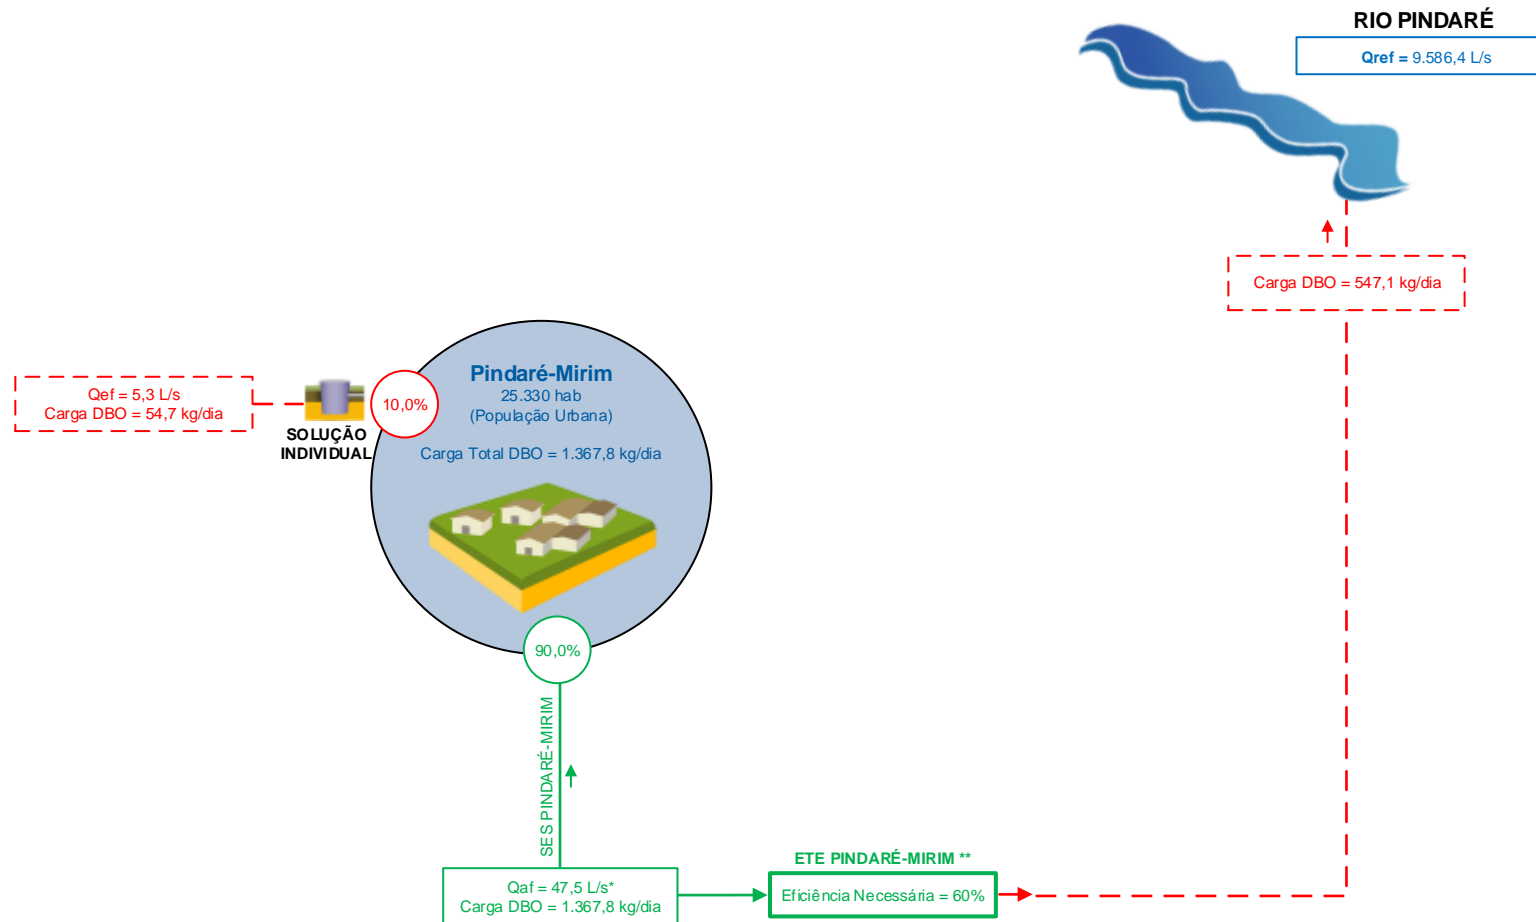 RIO PINDARÉ
Qref = 9.586,4 L/s
Carga DBO = 547,1 kg/dia
Pindaré-Mirim
25.330 hab
(População Urbana)
Carga Total DBO = 1.367,8 kg/dia
10,0%
Qef = 5,3 L/s
Carga DBO = 54,7 kg/dia
SOLUÇÃO
INDIVIDUAL
90,0%
SES PINDARÉ-MIRIM
Qaf = 47,5 L/s*
Carga DBO = 1.367,8 kg/dia
ETE PINDARÉ-MIRIM **
Eficiência Necessária = 60%